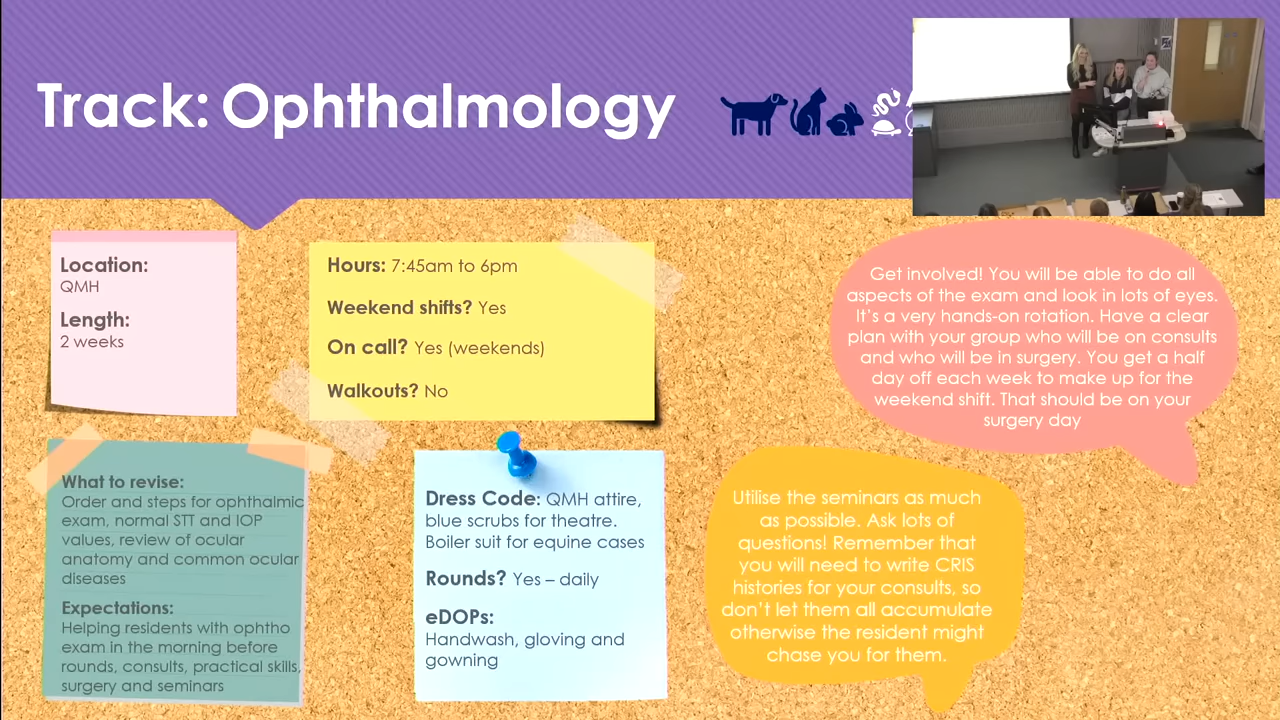 Track: Ophthalmology
Location:
QMH
Length:
2 weeks
Hours: 7:45am to 6pm
Weekend shifts? Yes
On call? Yes (weekends)
Walkouts? No
Get involved! You will be able to do all
aspects of the exam and look in lots of eyes.
It's a very hands-on rotation. Have a clear
plan with your group who will be on consults
and who will be in surgery. You get a half
day off each week to make up for the
weekend shift. That should be on your
surgery day
What to revise:
Order and steps for ophthalmic
exam, normal STT and IOP
values, review of ocular
anatomy and common ocular
diseases
Expectations:
Helping residents with ophtho
exam in the morning before
rounds, consults, practical skills,
surgery and seminars
Dress Code: QMH attire,
blue scrubs for theatre.
Boiler suit for equine cases
Rounds? Yes – daily
eDOPs:
Handwash, gloving and
gowning
Utilise the seminars as much
as possible. Ask lots of
questions! Remember that
you will need to write CRIS
histories for your consults, so
don't let them all accumulate
otherwise the resident might
chase you for them.